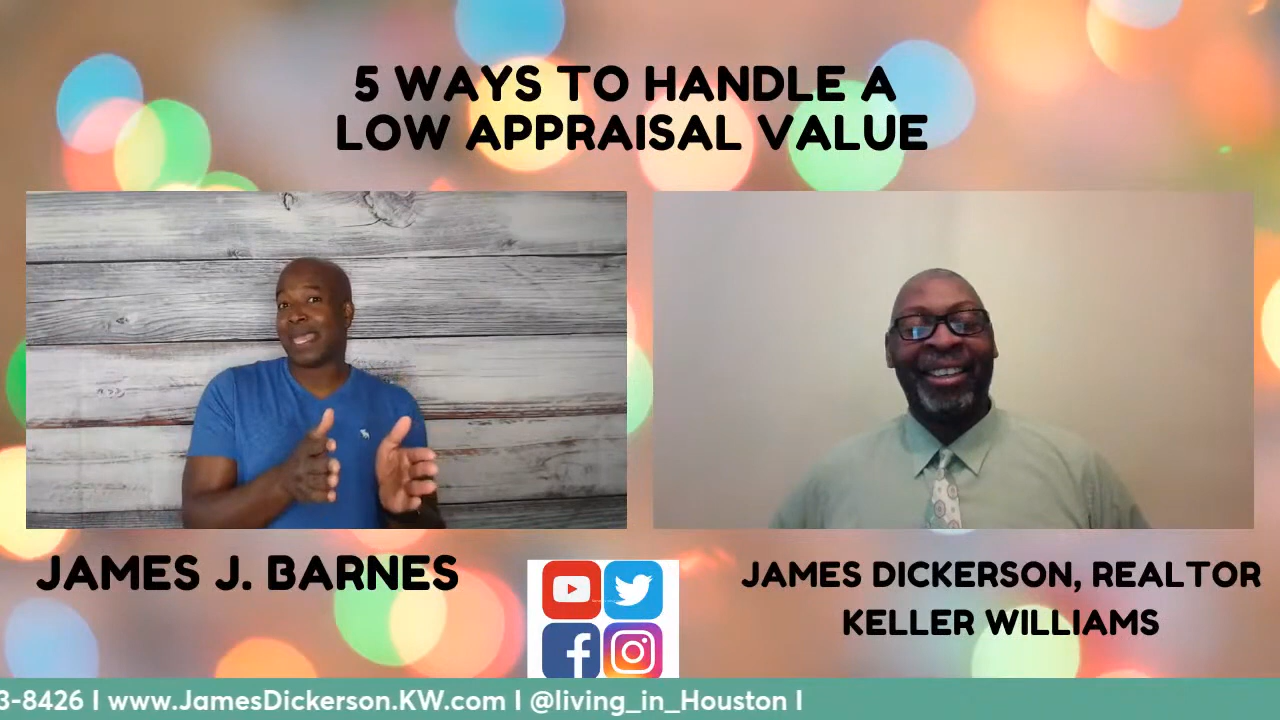 5 WAYS TO HANDLE A
LOW APPRAISAL VALUE
JAMES J. BARNES
JAMES DICKERSON, REALTOR
KELLER WILLIAMS
3-8426 I www.JamesDickerson.KW.com I @living_in_Houston I